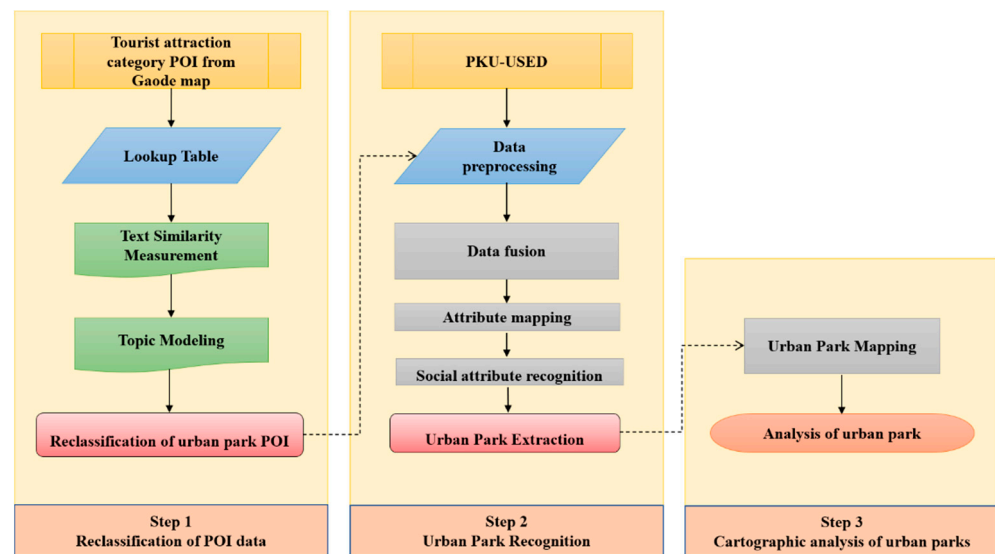 Tourist attraction
category POI from
Gaode map
Lookup Table
Text Similarity
Measurement
Topic Modeling
Reclassification of urban park POI
Step 1
Reclassification of POI data
PKU-USED
Data
preprocessing
Data fusion
Attribute mapping
Social attribute recognition
Urban Park Extraction
Step 2
Urban Park Recognition
Urban Park Mapping
Analysis of urban park
Step 3
Cartographic analysis of urban parks